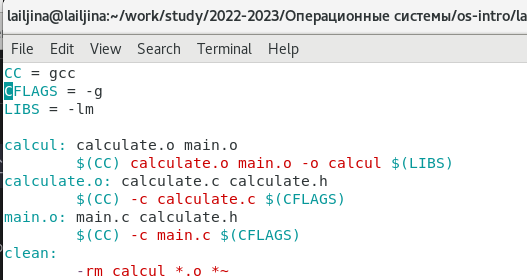 lailjina@lailjina:~/work/study/2022-2023/Операционные системы/os-intro/la
File Edit View Search Terminal Help
CC = gcc
CFLAGS = -g
LIBS = -lm
calcul: calculate.o main.o
$(CC) calculate.o main.o -o calcul $(LIBS)
calculate.o: calculate.c calculate.h
$(CC) -c calculate.c $(CFLAGS)
main.o: main.c calculate.h
$(CC) -c main.c $(CFLAGS)
clean:
-rm calcul *.o *~